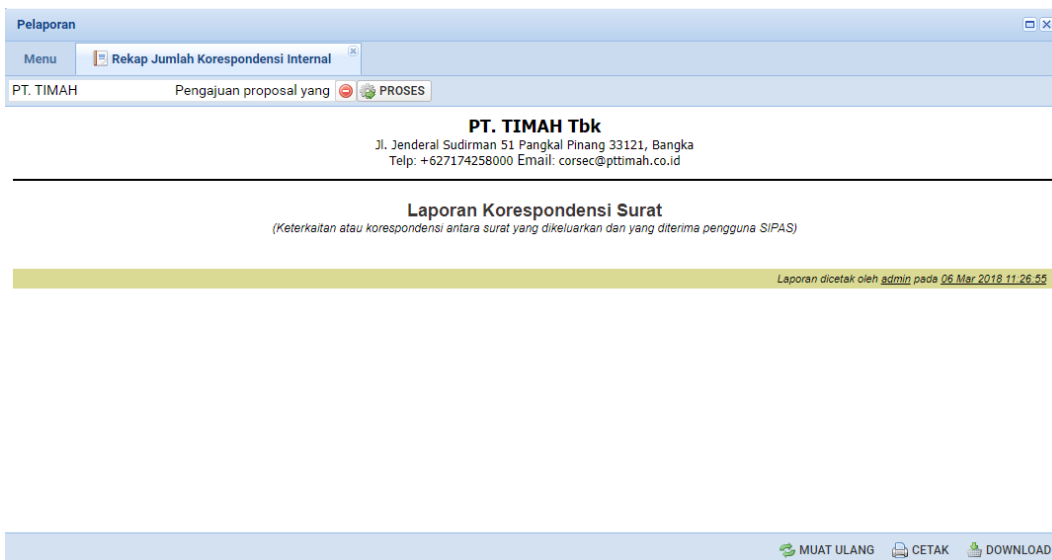 Pelaporan
Menu Rekap Jumlah Korespondensi Internal
PT. TIMAH Pengajuan proposal yang PROSES
PT. TIMAH Tbk
Jl. Jenderal Sudirman 51 Pangkal Pinang 33121, Bangka
Telp: +627174258000 Email: corsec@pttimah.co.id
Laporan Korespondensi Surat
(Keterkaitan atau korespondensi antara surat yang dikeluarkan dan yang diterima pengguna SIPAS)
Laporan dicetak oleh admin pada 06 Mar 2018 11:26:55
MUAT ULANG CETAK DOWNLOAD